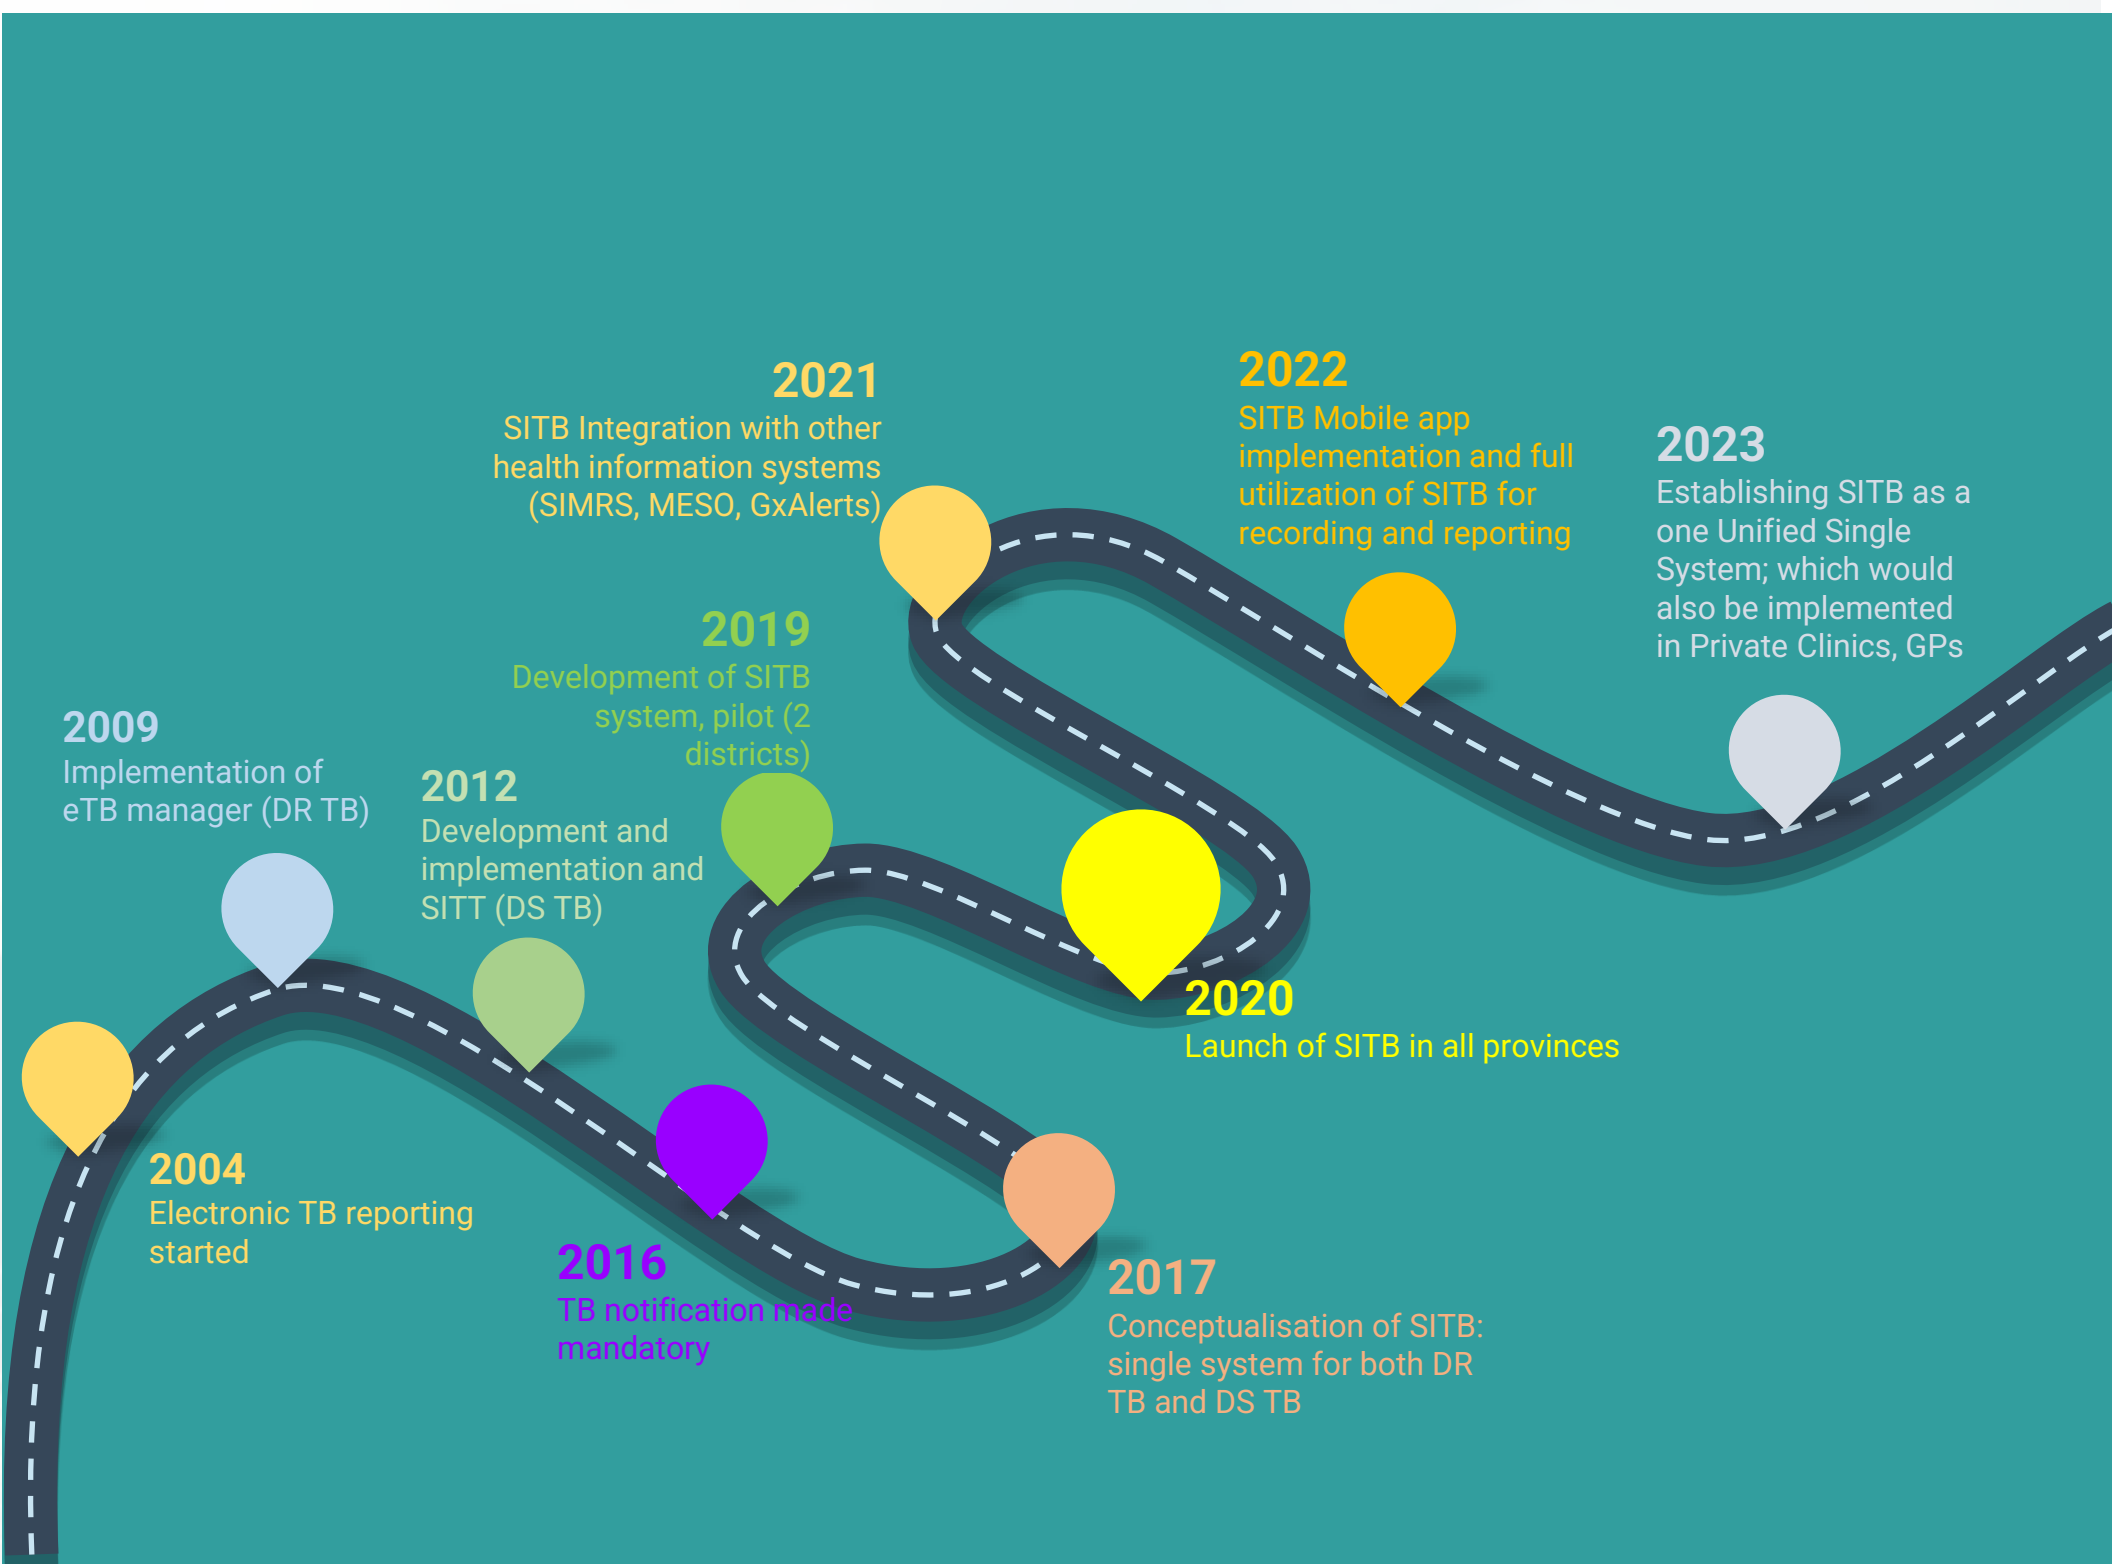 2021
SITB Integration with other
health information systems
(SIMRS, MESO, GxAlerts)
2022
SITB Mobile app
implementation and full
utilization of SITB for
recording and reporting
2023
Establishing SITB as a
one Unified Single
System; which would
also be implemented
in Private Clinics, GPs
2019
Development of SITB
system, pilot (2
districts)
2009
Implementation of
eTB manager (DR TB)
2012
Development and
implementation and
SITT (DS TB)
2020
Launch of SITB in all provinces
2004
Electronic TB reporting
started
2016
TB notification made
mandatory
2017
Conceptualisation of SITB:
single system for both DR
TB and DS TB